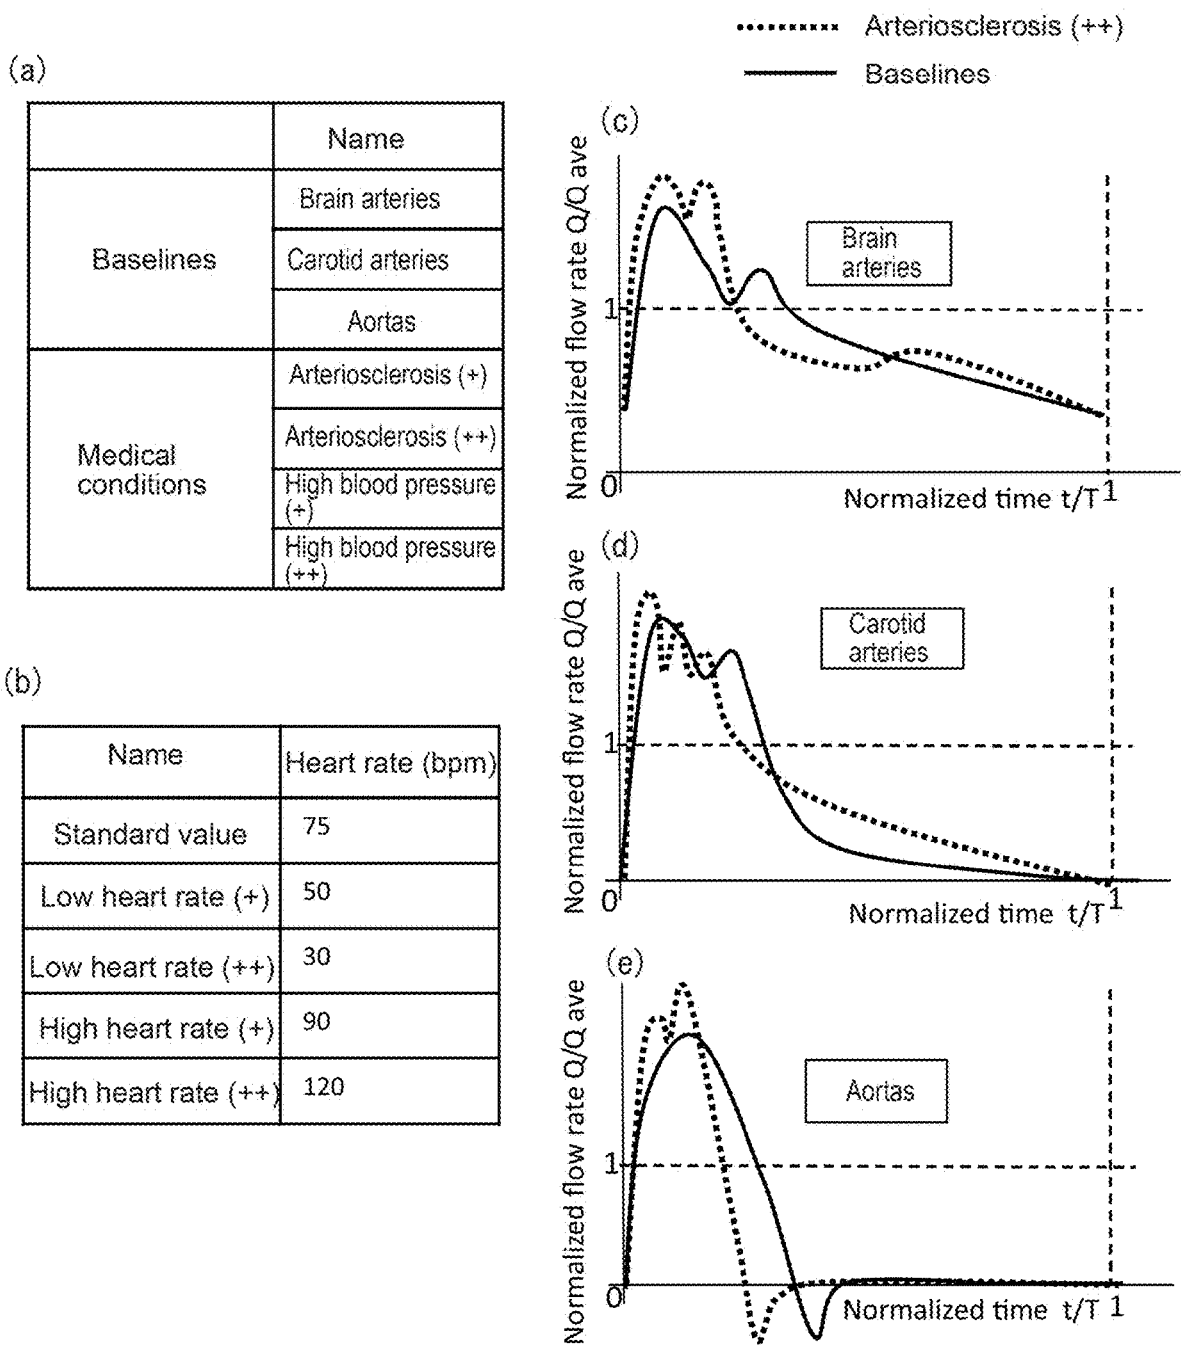 Arteriosclerosis (++)
Baselines
(a)
Name
Baselines
Brain arteries
Carotid arteries
Aortas
Medical
conditions
Arteriosclerosis (+)
Arteriosclerosis (++)
High blood pressure
(+)
High blood pressure
(++)
(b)
Name
Heart rate (bpm)
Standard value
75
Low heart rate (+)
50
Low heart rate (++)
30
High heart rate (+)
90
High heart rate (++)
120
(c)
Normalized flow rate Q/Q ave
Brain
arteries
1
0
Normalized time t/T
1
(d)
Normalized flow rate Q/Q ave
Carotid
arteries
1
0
Normalized time t/T
1
(e)
Normalized flow rate Q/Q ave
Aortas
1
0
Normalized time t/T
1